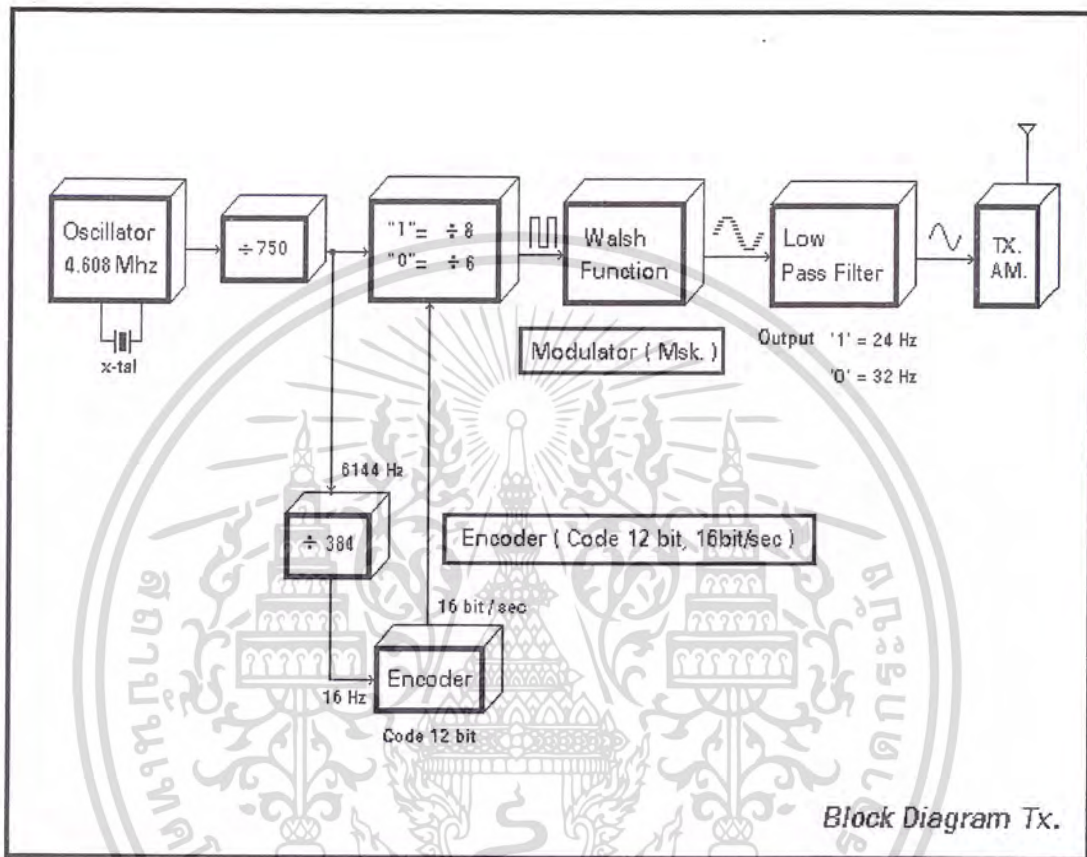 Oscillator
4.608 Mhz
x-tal
÷750
"1"= ÷8
"0"= ÷6
Walsh
Function
Low
Pass Filter
TX.
AM.
Modulator ( Msk. )
Output '1' = 24 Hz
'0' = 32 Hz
6144 Hz
÷ 384
Encoder ( Code 12 bit, 16bit/sec )
16 bit / sec
16 Hz
Encoder
Code 12 bit
Block Diagram Tx.